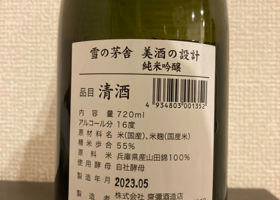 雪の茅舎 美酒の設計
純米吟醸
品目 清酒
4934803001352
内容量 720ml
アルコール分 16度
原材料名 米(国産)、米麹(国産米)
精米歩合 55%
原料米 兵庫県産山田錦100%
使用酵母 自社酵母
製造年月 2023.05
製造者 株式会社 齋彌酒造店